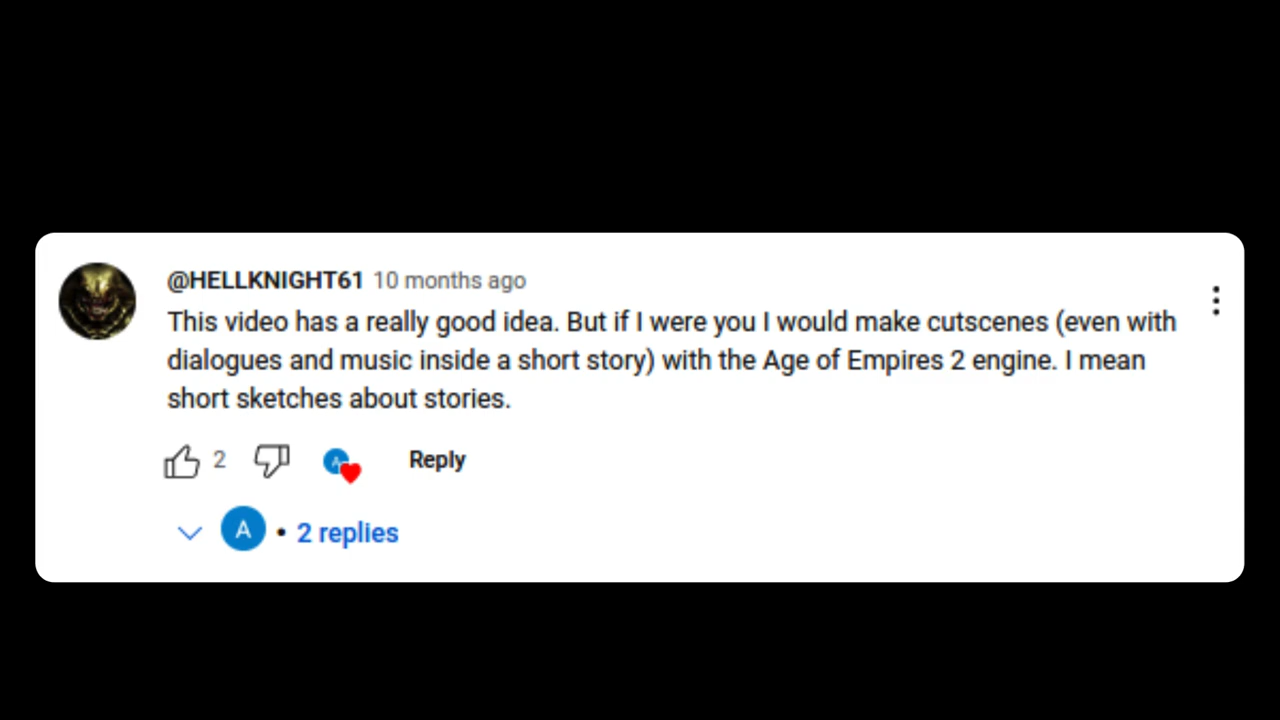 @HELLKNIGHT61 10 months ago
This video has a really good idea. But if I were you I would make cutscenes (even with
dialogues and music inside a short story) with the Age of Empires 2 engine. I mean
short sketches about stories.
2 A Reply
A • 2 replies